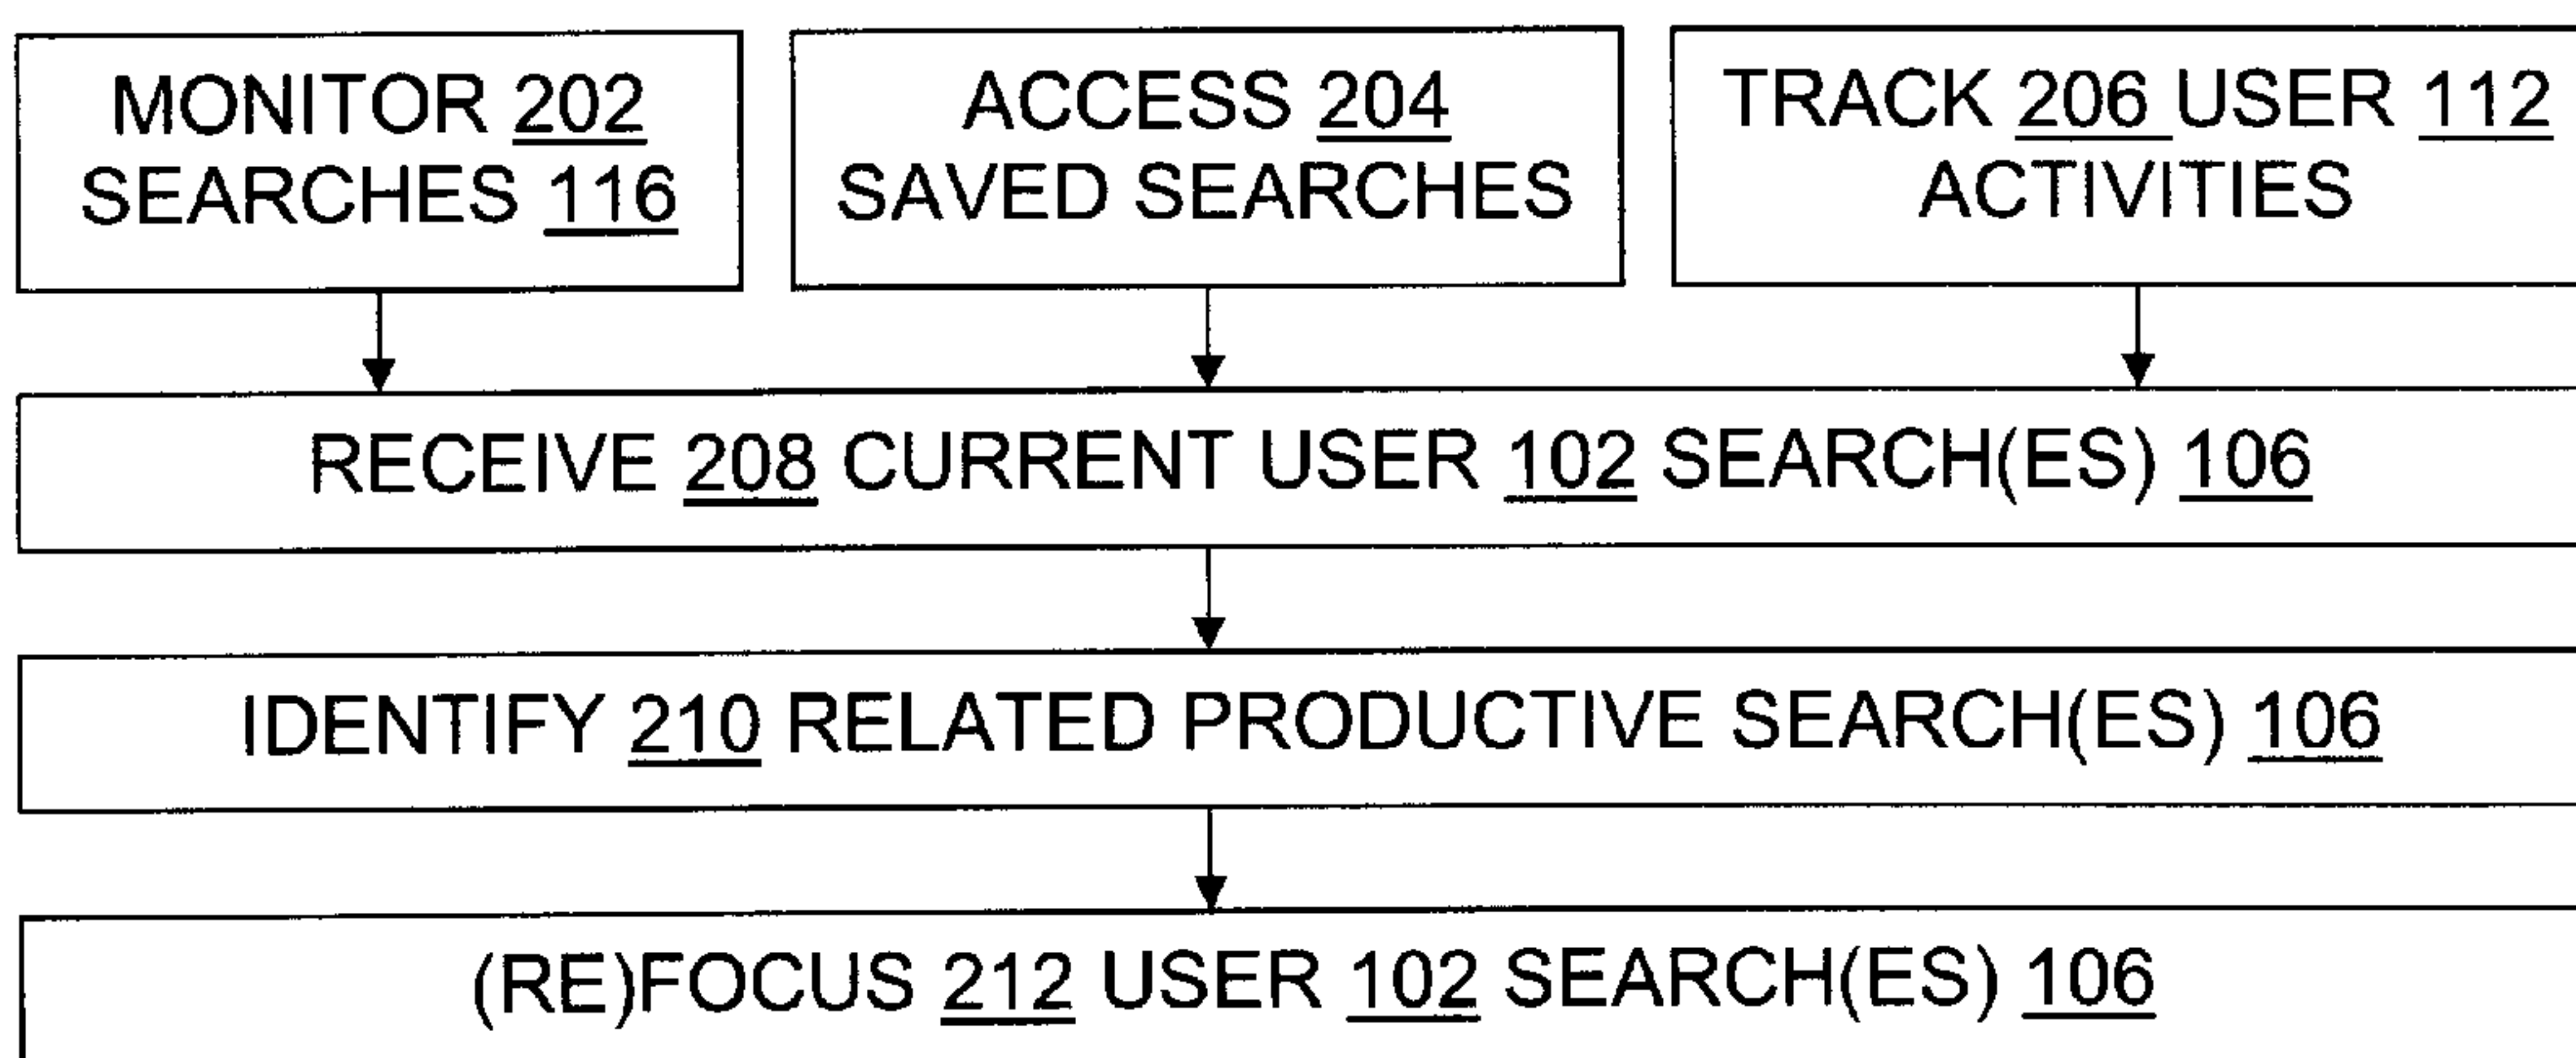 MONITOR 202
SEARCHES 116
ACCESS 204
SAVED SEARCHES
TRACK 206 USER 112
ACTIVITIES
RECEIVE 208 CURRENT USER 102 SEARCH(ES) 106
IDENTIFY 210 RELATED PRODUCTIVE SEARCH(ES) 106
(RE)FOCUS 212 USER 102 SEARCH(ES) 106